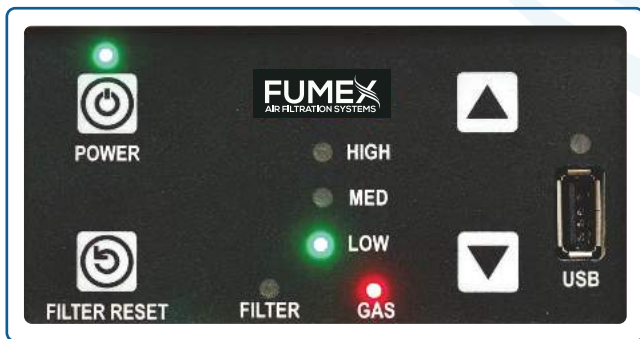 FUMEX
AIR FILTRATION SYSTEMS
POWER
HIGH
MED
LOW
FILTER RESET
FILTER
GAS
USB